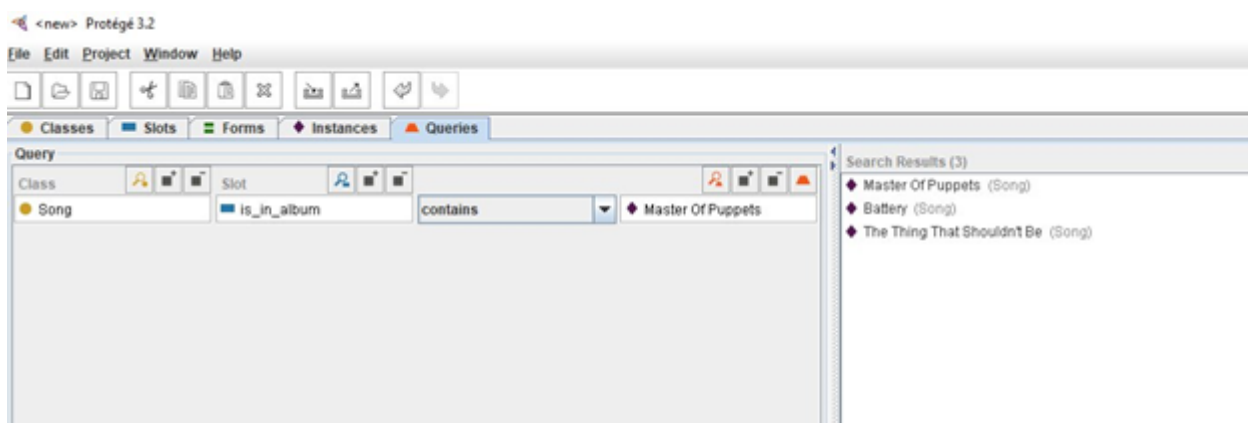 <new> Protégé 3.2
File Edit Project Window Help
Classes Slots Forms Instances Queries
Query
Class Slot
Song is_in_album contains Master Of Puppets
Search Results (3)
Master Of Puppets (Song)
Battery (Song)
The Thing That Shouldn't Be (Song)